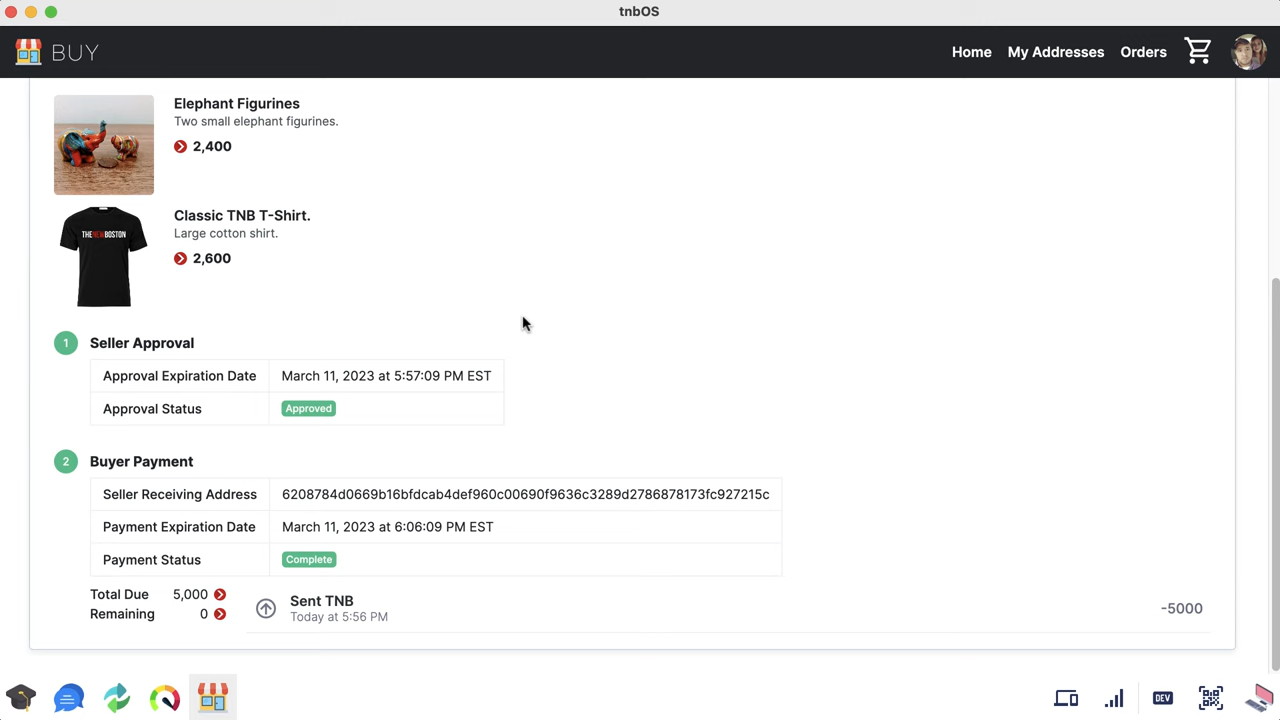 tnbOS
BUY
Home My Addresses Orders
Elephant Figurines
Two small elephant figurines.
2,400
THENEWBOSTON
Classic TNB T-Shirt.
Large cotton shirt.
2,600
1 Seller Approval
Approval Expiration Date March 11, 2023 at 5:57:09 PM EST
Approval Status Approved
2 Buyer Payment
Seller Receiving Address 6208784d0669b16bfdcab4def960c00690f9636c3289d2786878173fc927215c
Payment Expiration Date March 11, 2023 at 6:06:09 PM EST
Payment Status Complete
Total Due 5,000
Remaining 0
Sent TNB
Today at 5:56 PM
-5000
DEV